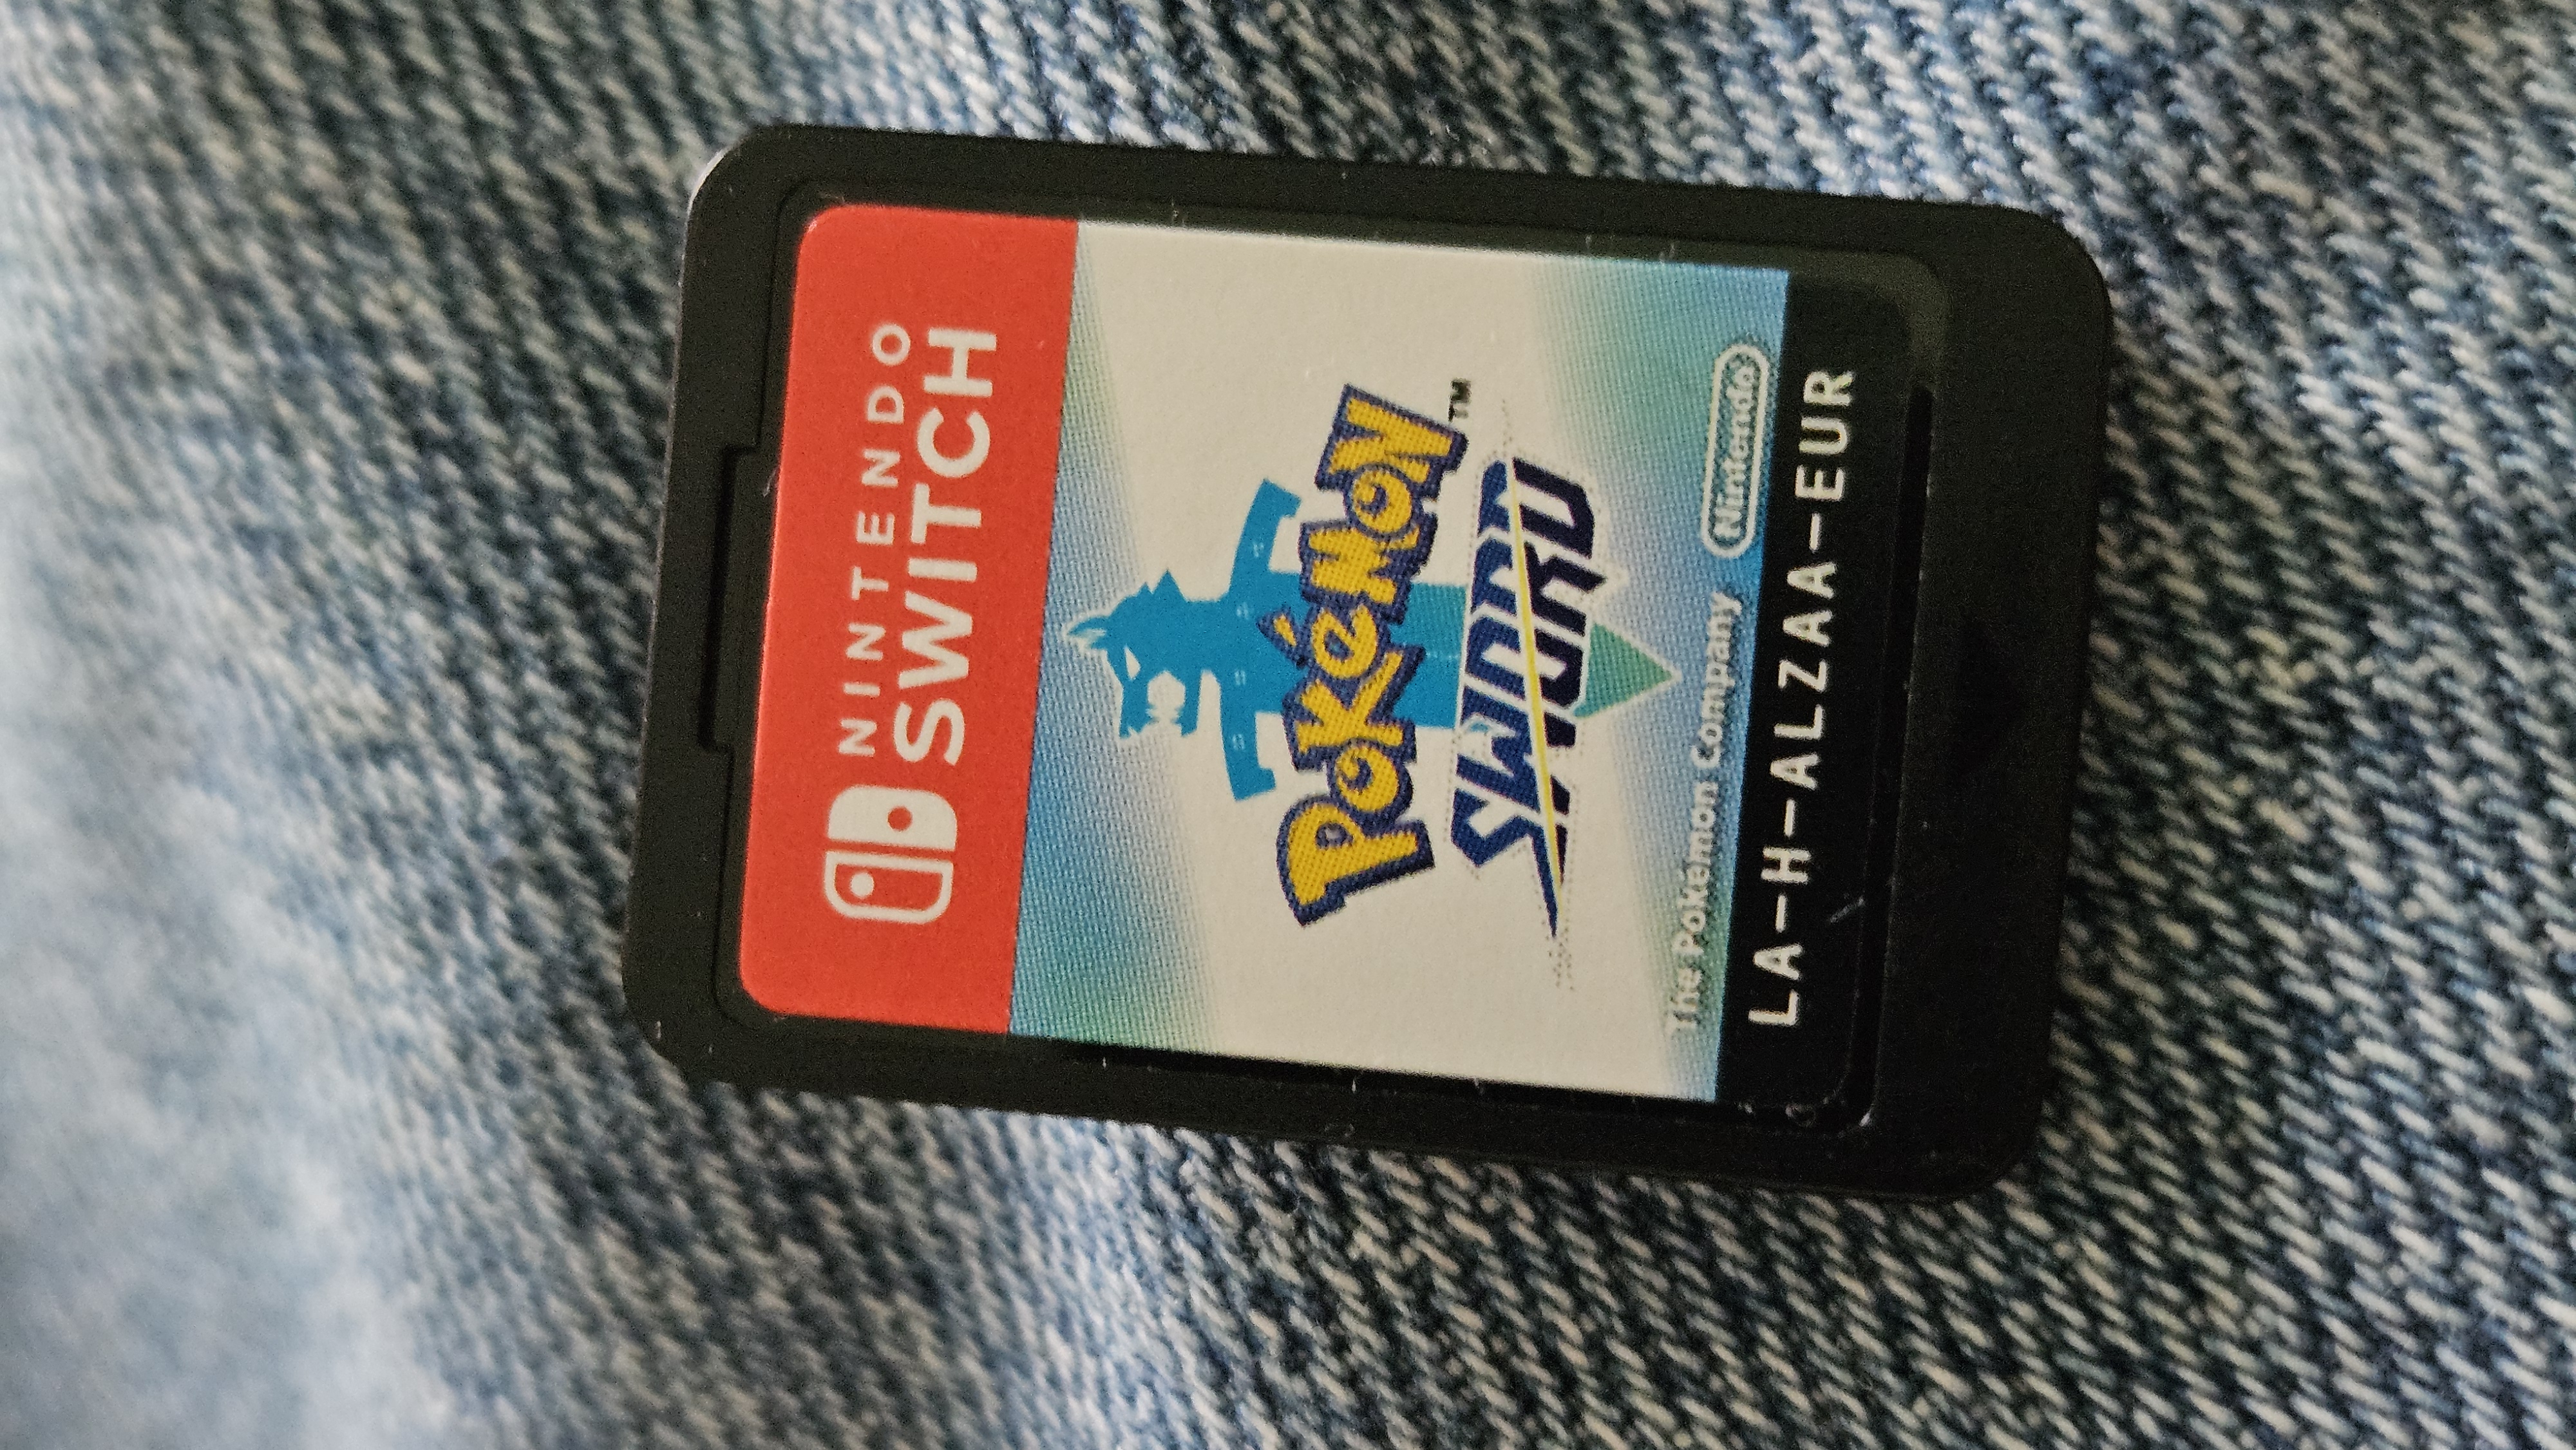 NINTENDO
SWITCH
POKéMON™
SWORD
The Pokémon Company
Nintendo®
LA-H-ALZAA-EUR